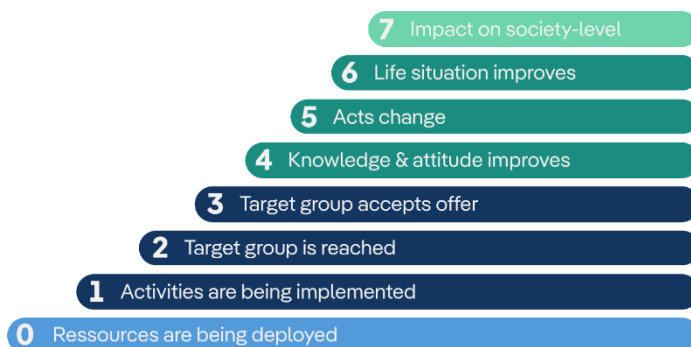 7 Impact on society-level
6 Life situation improves
5 Acts change
4 Knowledge & attitude improves
3 Target group accepts offer
2 Target group is reached
1 Activities are being implemented
0 Ressources are being deployed